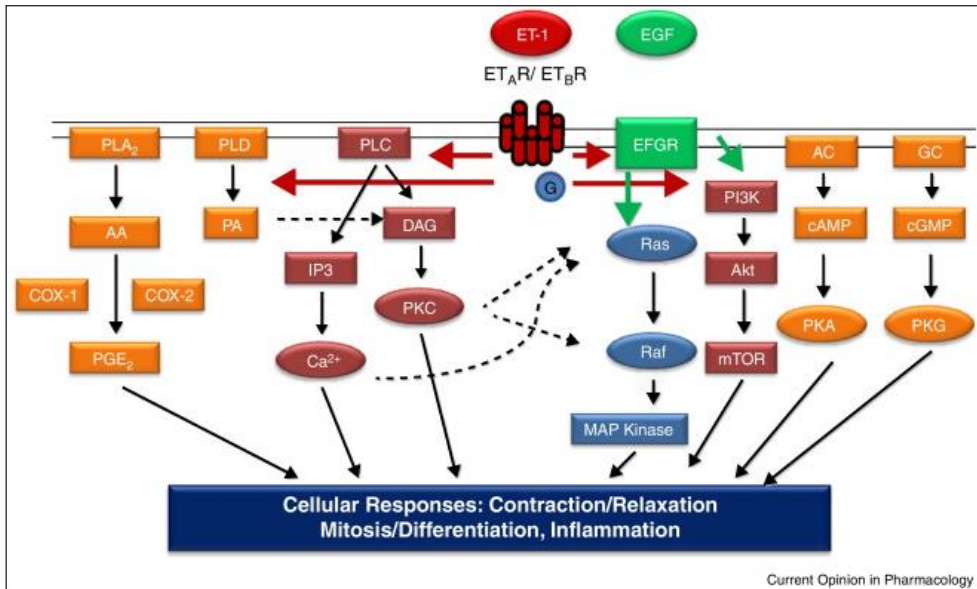 ET-1
EGF
ET_AR/ ET_BR
PLA₂
PLD
PLC
EFGR
AC
GC
G
PI3K
AA
PA
DAG
Ras
cAMP
cGMP
IP3
Akt
COX-1
COX-2
PKC
PKA
PKG
PGE₂
Ca²⁺
Raf
mTOR
MAP Kinase
Cellular Responses: Contraction/Relaxation
Mitosis/Differentiation, Inflammation
Current Opinion in Pharmacology